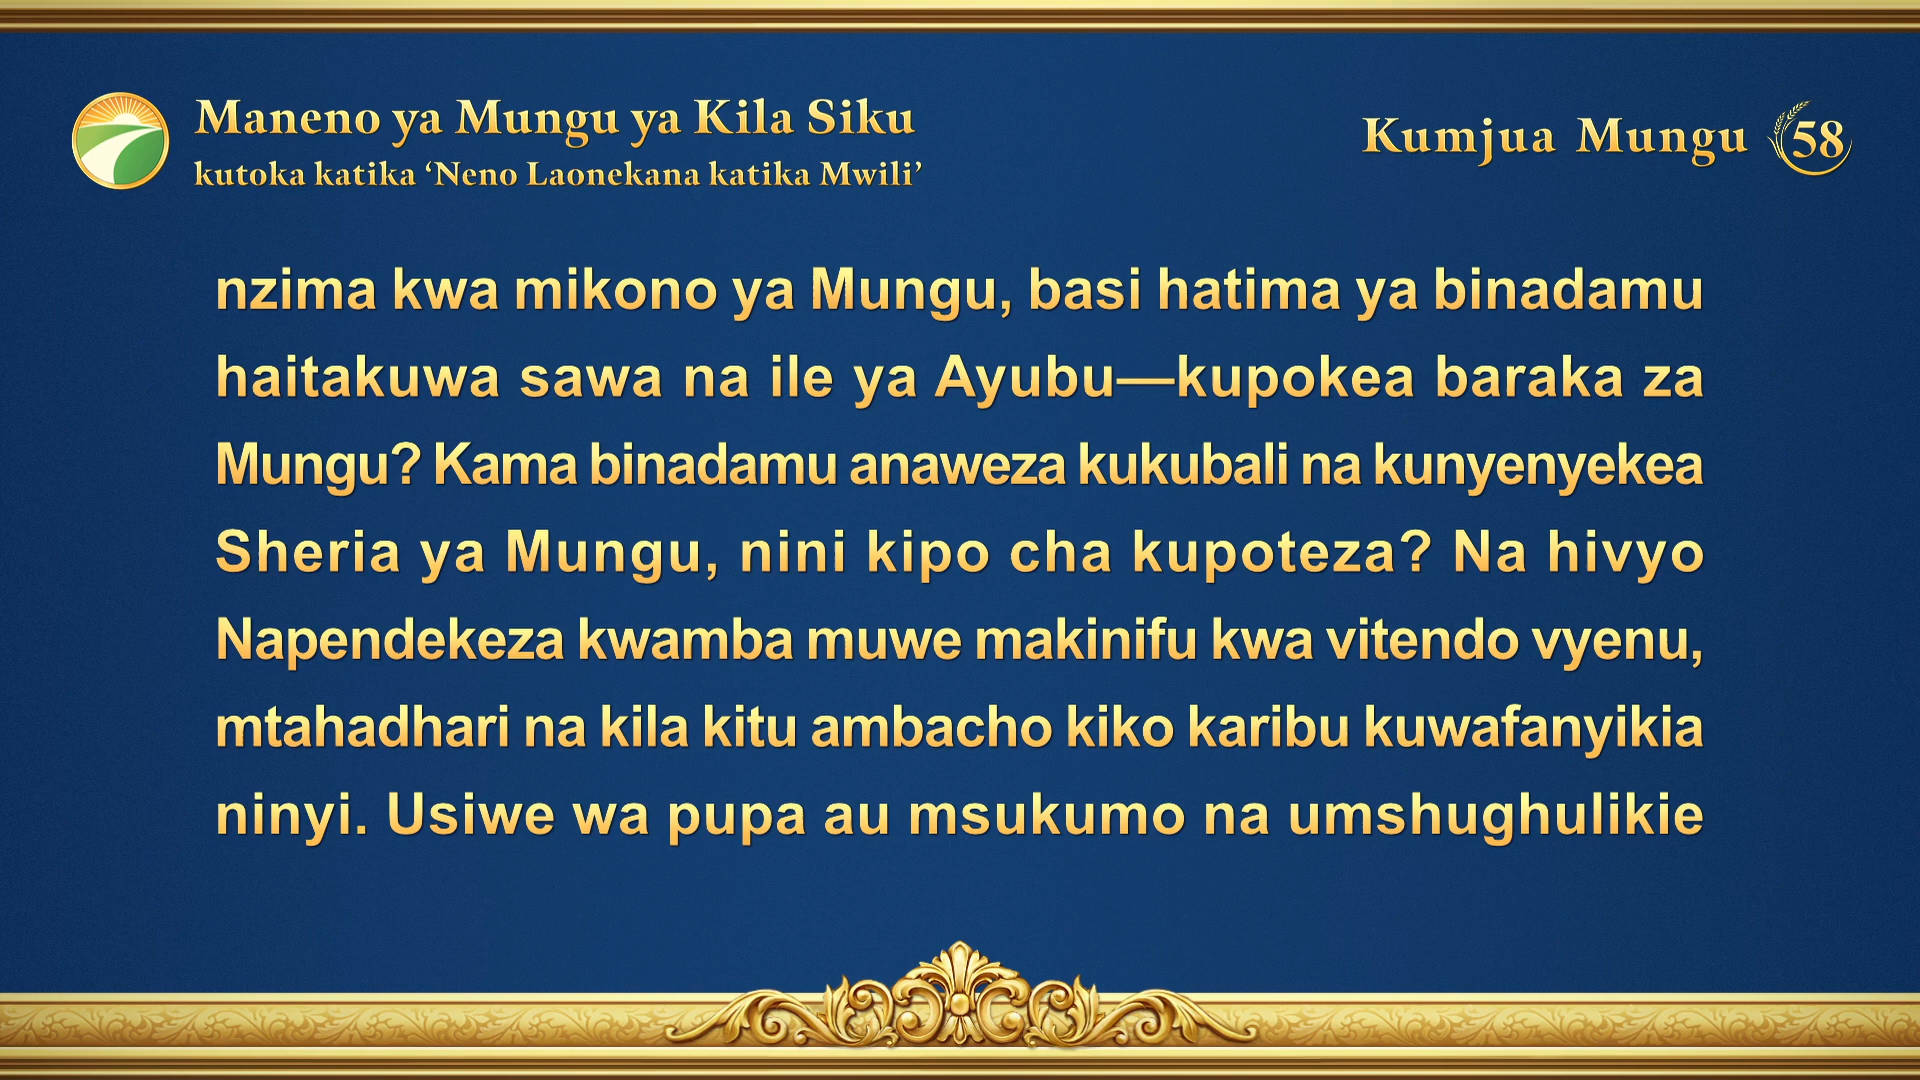 Maneno ya Mungu ya Kila Siku
kutoka katika ‘Neno Laonekana katika Mwili’
Kumjua Mungu 58
nzima kwa mikono ya Mungu, basi hatima ya binadamu
haitakuwa sawa na ile ya Ayubu—kupokea baraka za
Mungu? Kama binadamu anaweza kukubali na kunyenyekea
Sheria ya Mungu, nini kipo cha kupoteza? Na hivyo
Napendekeza kwamba muwe makinifu kwa vitendo vyenu,
mtahadhari na kila kitu ambacho kiko karibu kuwafanyikia
ninyi. Usiwe wa pupa au msukumo na umshughulikie